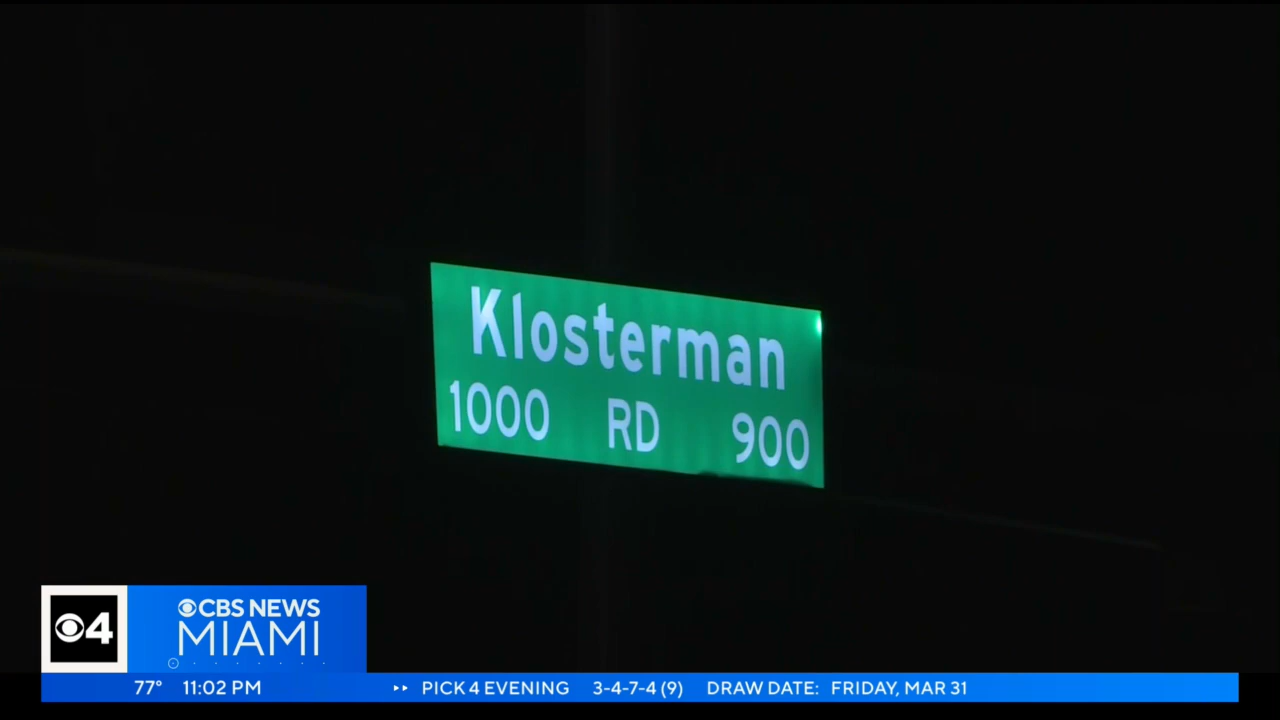 Klosterman
1000 RD 900
4
CBS NEWS
MIAMI
77° 11:02 PM PICK 4 EVENING 3-4-7-4 (9) DRAW DATE: FRIDAY, MAR 31